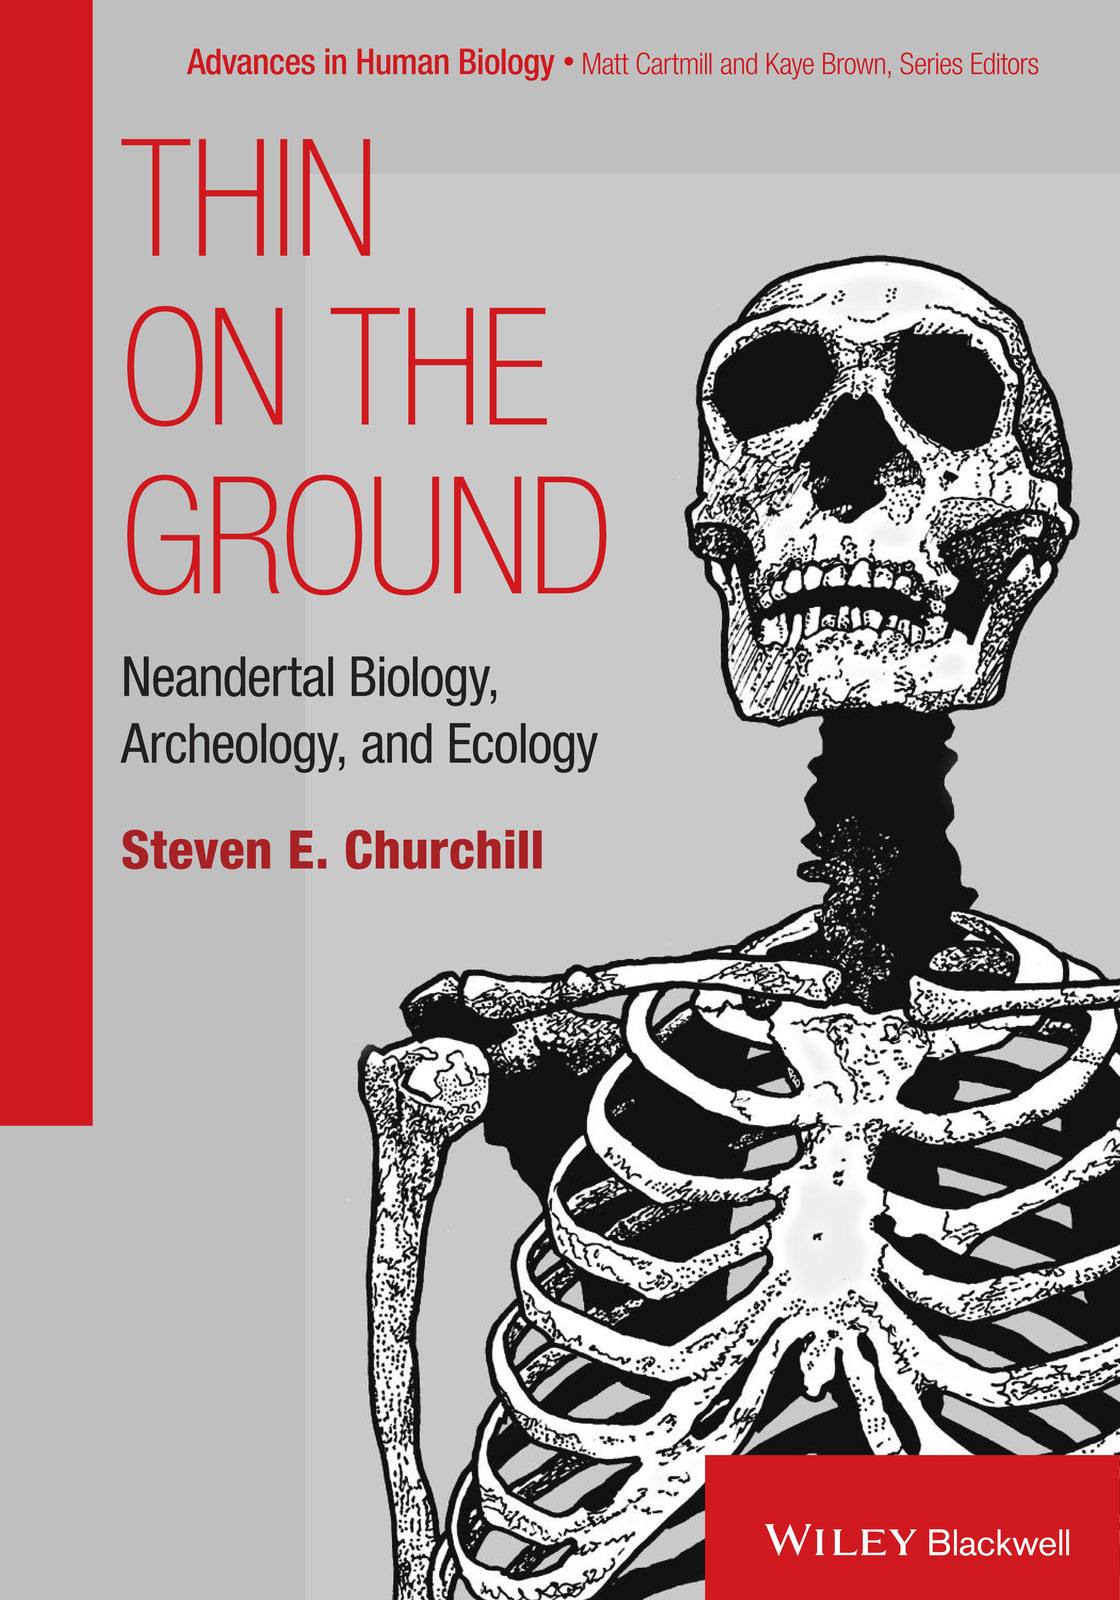 Advances in Human Biology • Matt Cartmill and Kaye Brown, Series Editors
THIN
ON THE
GROUND
Neandertal Biology,
Archeology, and Ecology
Steven E. Churchill
WILEY Blackwell